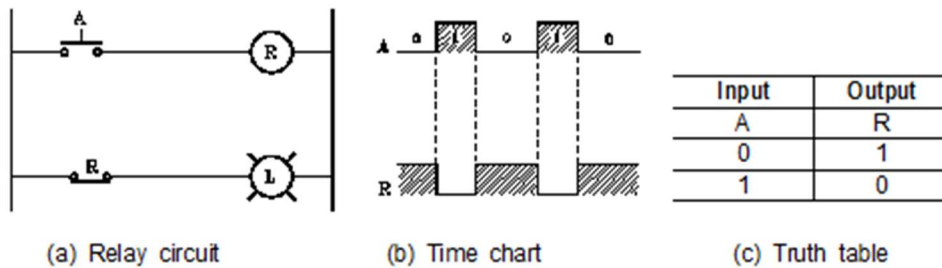 A
R
R
L
(a) Relay circuit
A 0 1 0 1 0
R
(b) Time chart
Input Output
A R
0 1
1 0
(c) Truth table